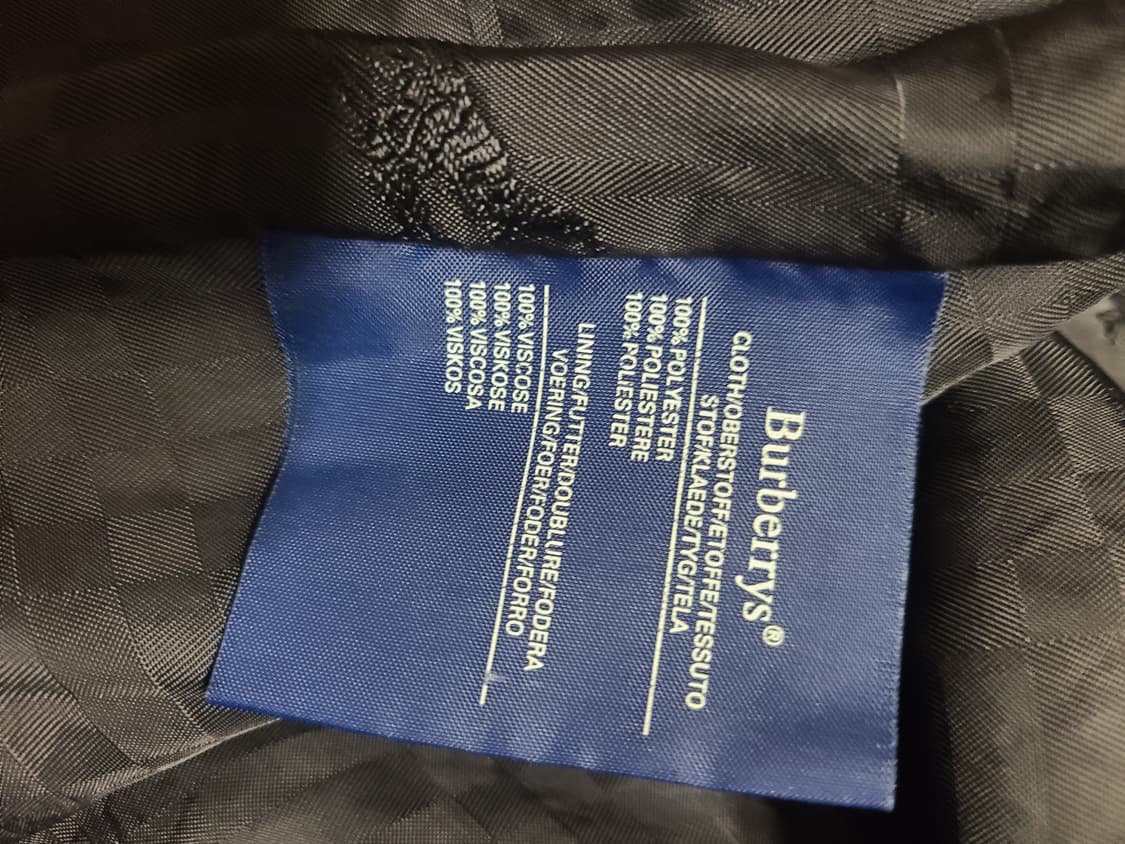 Burberrys®
CLOTH/OBERSTOFF/ETOFFE/TESSUTO
STOF/KLAEDE/TYG/TELA
100% POLYESTER
100% POLIESTERE
100% POLIESTER
LINING/FUTTER/DOUBLURE/FODERA
VOERING/FOER/FODER/FORRO
100% VISCOSE
100% VISKOSE
100% VISCOSA
100% VISKOS